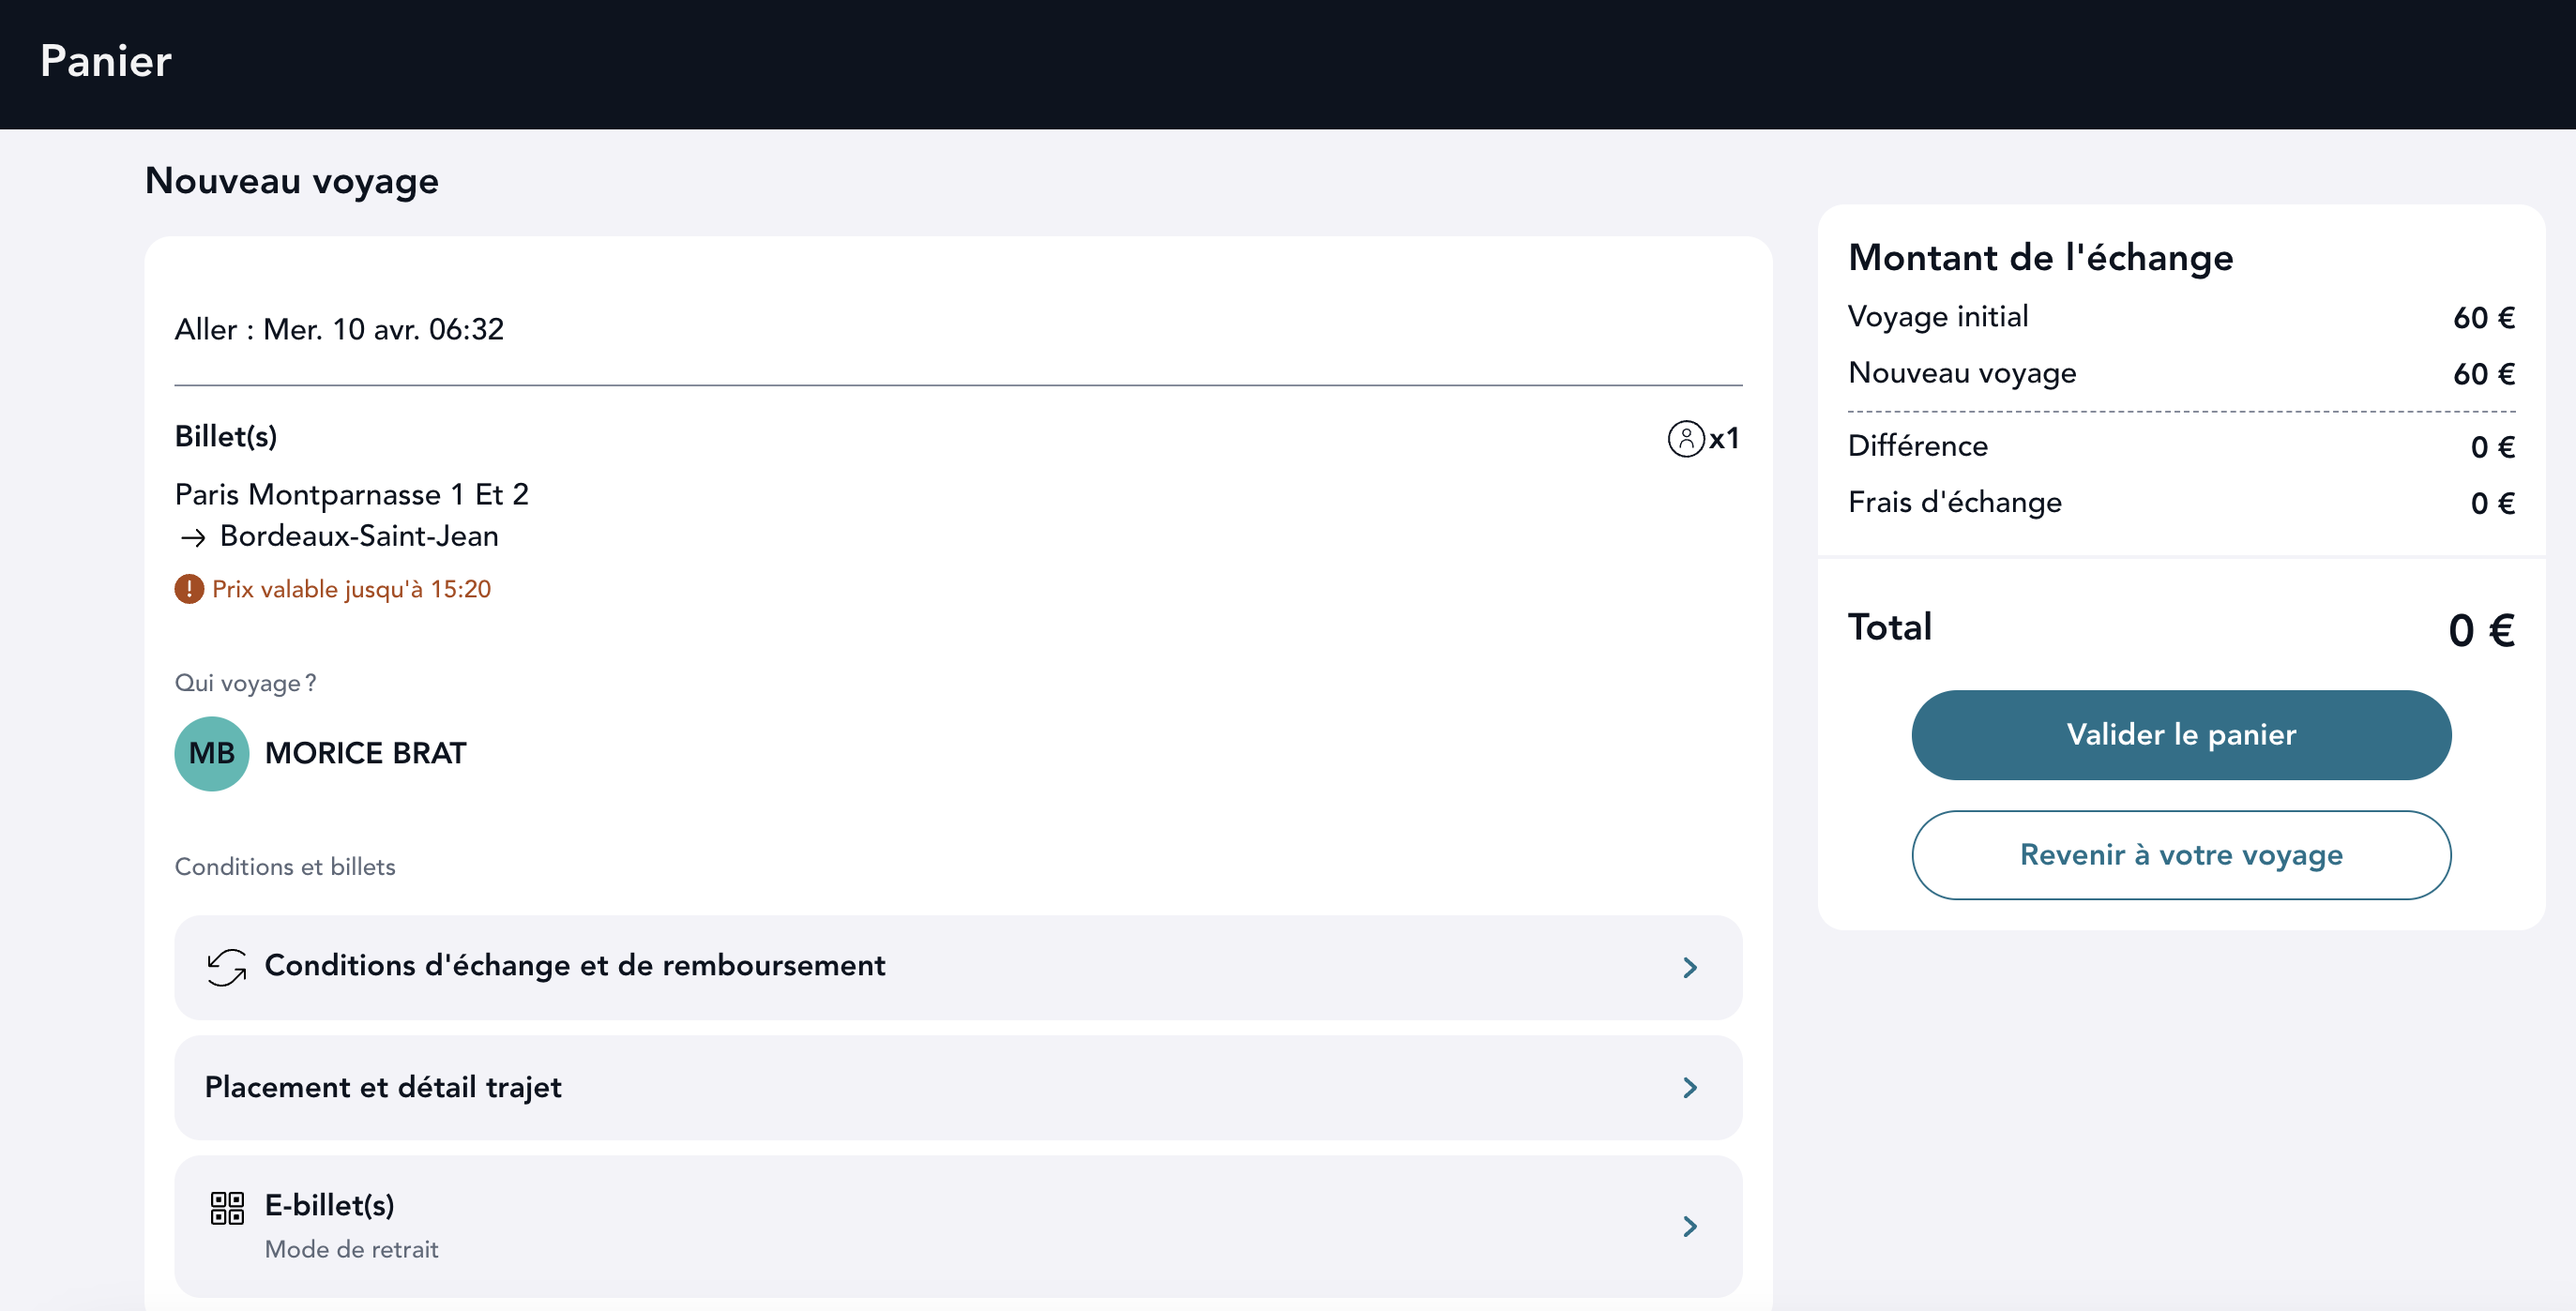 Panier
Nouveau voyage
Aller : Mer. 10 avr. 06:32
Billet(s)
x1
Paris Montparnasse 1 Et 2
→ Bordeaux-Saint-Jean
! Prix valable jusqu'à 15:20
Qui voyage ?
MB MORICE BRAT
Conditions et billets
Conditions d'échange et de remboursement
Placement et détail trajet
E-billet(s)
Mode de retrait
Montant de l'échange
Voyage initial 60 €
Nouveau voyage 60 €
Différence 0 €
Frais d'échange 0 €
Total 0 €
Valider le panier
Revenir à votre voyage